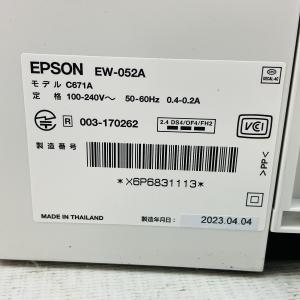 EPSON EW-052A
モデル C671A
定格 100-240V～ 50-60Hz 0.4-0.2A
R 003-170262 2.4 DS4/OF4/FH2
VCCI
製造番号
*X6P6831113*
MADE IN THAILAND 製造年月日: 2023.04.04
>PP<